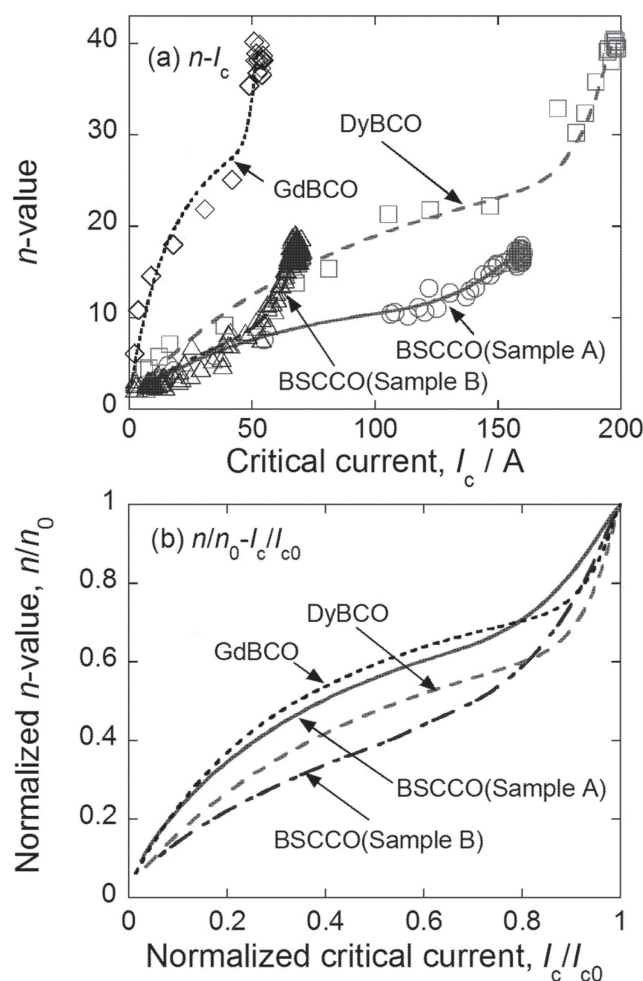 40
30
20
10
0
(a) n-Ic
DyBCO
GdBCO
BSCCO(Sample A)
BSCCO(Sample B)
n-value
0 50 100 150 200
Critical current, Ic / A
1
0.8
0.6
0.4
0.2
0
(b) n/n0-Ic/Ic0
DyBCO
GdBCO
BSCCO(Sample A)
BSCCO(Sample B)
Normalized n-value, n/n0
0 0.2 0.4 0.6 0.8 1
Normalized critical current, Ic/Ic0